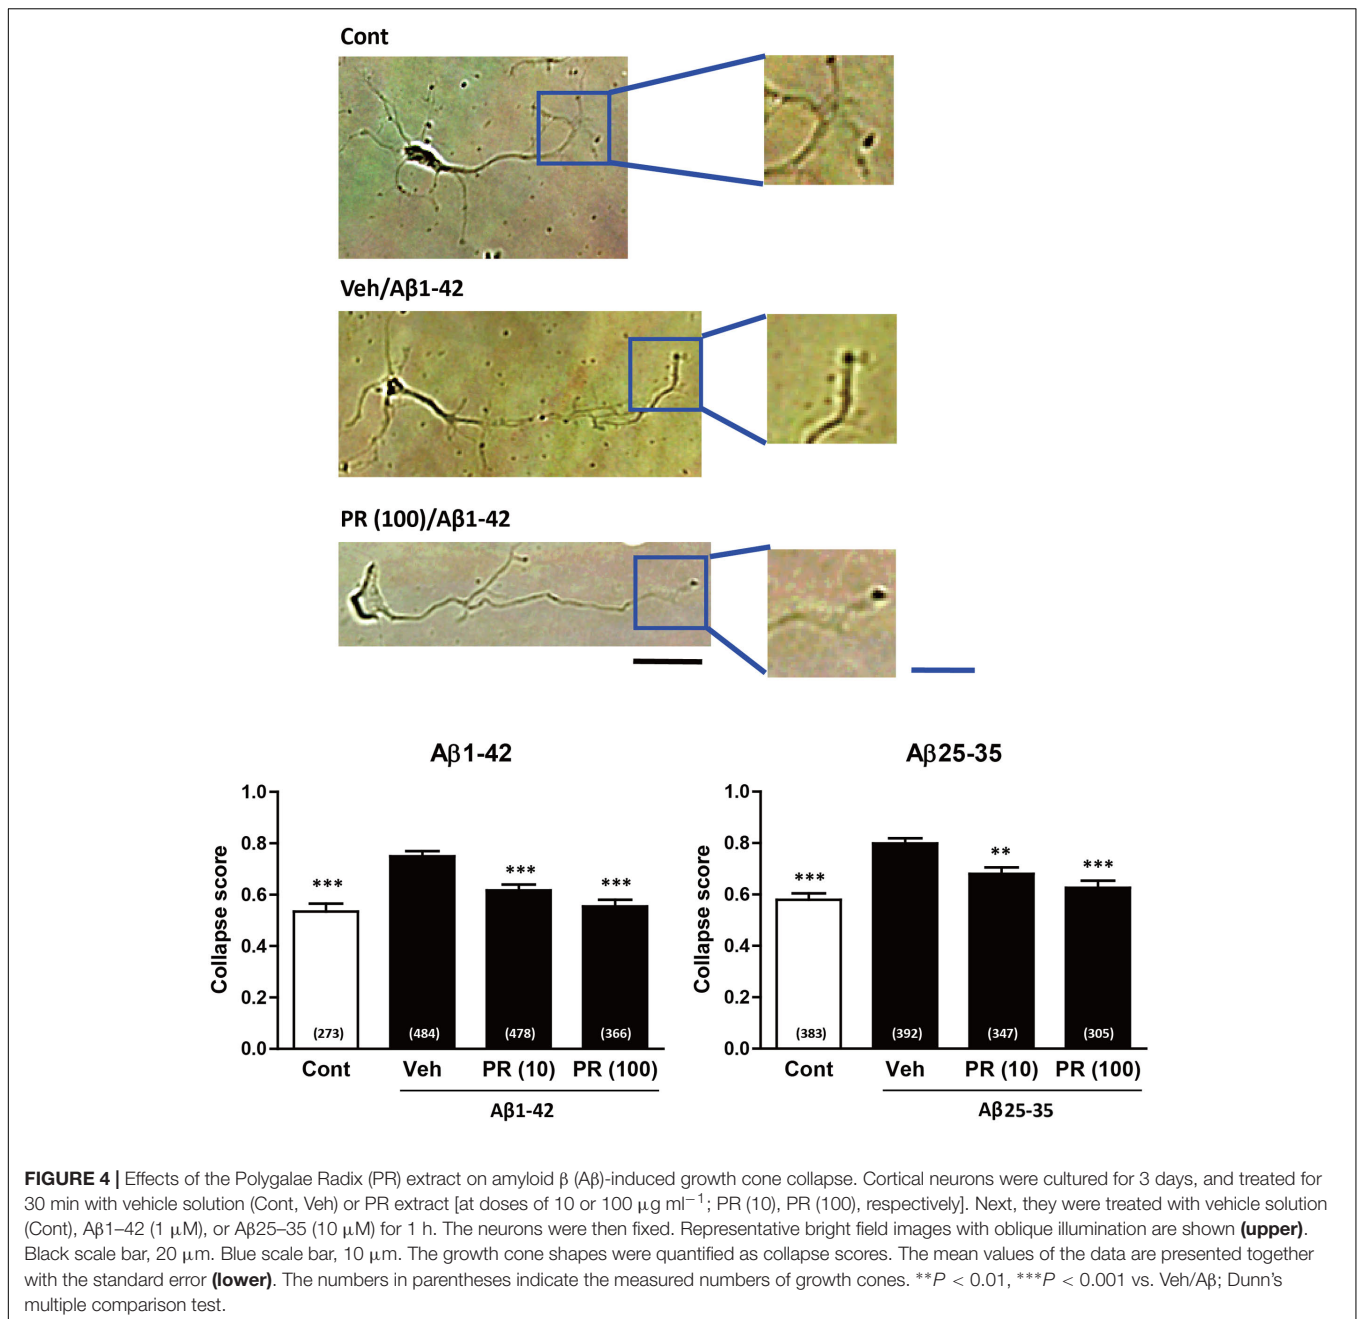 Cont
Veh/Aβ1-42
PR (100)/Aβ1-42
Aβ1-42
Collapse score
1.0
0.8
0.6
0.4
0.2
0.0
***
***
***
(273)
(484)
(478)
(366)
Cont
Veh
PR (10)
PR (100)
Aβ1-42
Aβ25-35
Collapse score
1.0
0.8
0.6
0.4
0.2
0.0
***
**
***
(383)
(392)
(347)
(305)
Cont
Veh
PR (10)
PR (100)
Aβ25-35
FIGURE 4 | Effects of the Polygalae Radix (PR) extract on amyloid β (Aβ)-induced growth cone collapse. Cortical neurons were cultured for 3 days, and treated for
30 min with vehicle solution (Cont, Veh) or PR extract [at doses of 10 or 100 μg ml⁻¹; PR (10), PR (100), respectively]. Next, they were treated with vehicle solution
(Cont), Aβ1–42 (1 μM), or Aβ25–35 (10 μM) for 1 h. The neurons were then fixed. Representative bright field images with oblique illumination are shown (upper).
Black scale bar, 20 μm. Blue scale bar, 10 μm. The growth cone shapes were quantified as collapse scores. The mean values of the data are presented together
with the standard error (lower). The numbers in parentheses indicate the measured numbers of growth cones. **P < 0.01, ***P < 0.001 vs. Veh/Aβ; Dunn's
multiple comparison test.